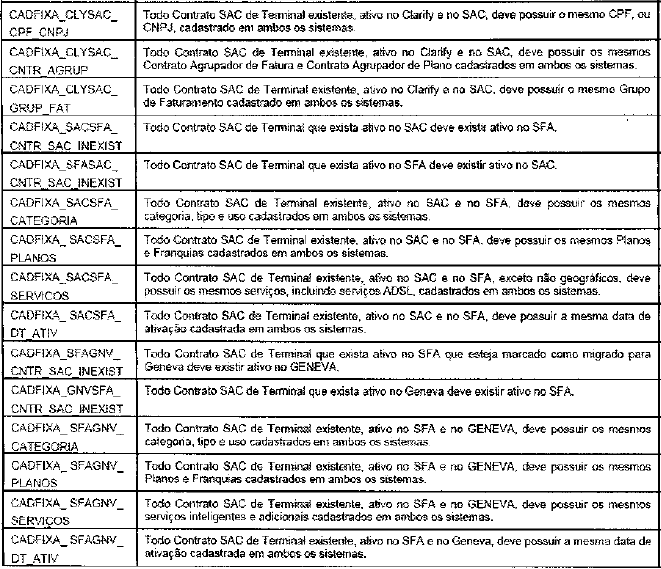 CADFIXA_CLYSAC_
CPF_CNPJ
Todo Contrato SAC de Terminal existente, ativo no Clarify e no SAC, deve possuir o mesmo CPF, ou
CNPJ, cadastrado em ambos os sistemas.
CADFIXA_CLYSAC_
CNTR_AGRUP
Todo Contrato SAC de Terminal existente, ativo no Clarify e no SAC, deve possuir os mesmos
Contrato Agrupador de Fatura e Contrato Agrupador de Plano cadastrados em ambos os sistemas.
CADFIXA_CLYSAC_
GRUP_FAT
Todo Contrato SAC de Terminal existente, ativo no Clarify e no SAC, deve possuir o mesmo Grupo
de Faturamento cadastrado em ambos os sistemas.
CADFIXA_SACSFA_
CNTR_SAC_INEXIST
Todo Contrato SAC de Terminal que exista ativo no SAC deve existir ativo no SFA.
CADFIXA_SFASAC_
CNTR_SAC_INEXIST
Todo Contrato SAC de Terminal que exista ativo no SFA deve existir ativo no SAC.
CADFIXA_SACSFA_
CATEGORIA
Todo Contrato SAC de Terminal existente, ativo no SAC e no SFA, deve possuir os mesmos
categoria, tipo e uso cadastrados em ambos os sistemas.
CADFIXA_ SACSFA_
PLANOS
Todo Contrato SAC de Terminal existente, ativo no SAC e no SFA, deve possuir os mesmos Planos
e Franquias cadastrados em ambos os sistemas.
CADFIXA_SACSFA_
SERVICOS
Todo Contrato SAC de Terminal existente, ativo no SAC e no SFA, exceto não geográficos, deve
possuir os mesmos serviços, incluindo serviços ADSL, cadastrados em ambos os sistemas.
CADFIXA_ SACSFA_
DT_ATIV
Todo Contrato SAC de Terminal existente, ativo no SAC e no SFA, deve possuir a mesma data de
ativação cadastrada em ambos os sistemas.
CADFIXA_SFAGNV_
CNTR_SAC_INEXIST
Todo Contrato SAC de Terminal que exista ativo no SFA que esteja marcado como migrado para
Geneva deve existir ativo no GENEVA.
CADFIXA_GNVSFA_
CNTR_SAC_INEXIST
Todo Contrato SAC de Terminal que exista ativo no Geneva deve existir ativo no SFA.
CADFIXA_ SFAGNV_
CATEGORIA
Todo Contrato SAC de Terminal existente, ativo no SFA e no GENEVA, deve possuir os mesmos
categoria, tipo e uso cadastrados em ambos os sistemas.
CADFIXA_ SFAGNV_
PLANOS
Todo Contrato SAC de Terminal existente, ativo no SFA e no GENEVA, deve possuir os mesmos
Planos e Franquias cadastrados em ambos os sistemas.
CADFIXA_ SFAGNV_
SERVIÇOS
Todo Contrato SAC de Terminal existente, ativo no SFA e no GENEVA, deve possuir os mesmos
serviços inteligentes e adicionais cadastrados em ambos os sistemas.
CADFIXA_ SFAGNV_
DT_ATIV
Todo Contrato SAC de Terminal existente, ativo no SFA e no Geneva, deve possuir a mesma data de
ativação cadastrada em ambos os sistemas.